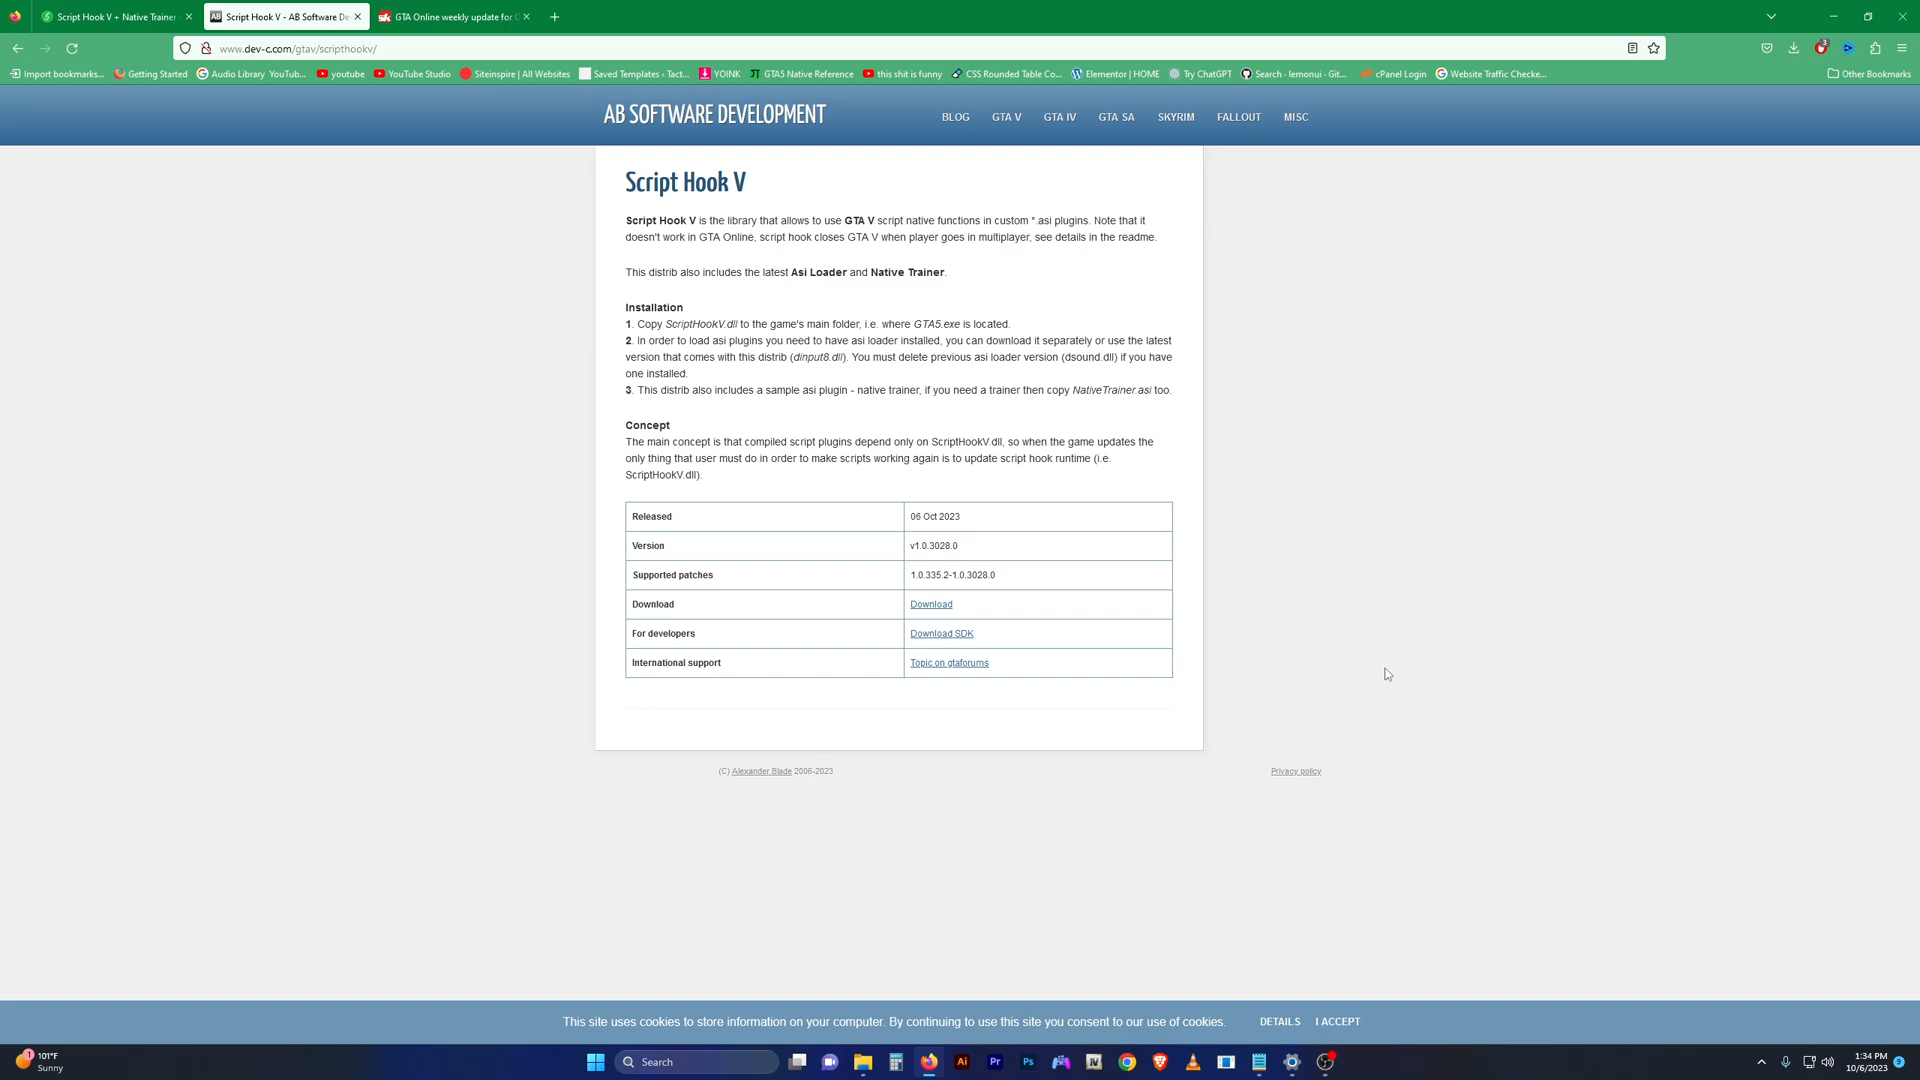 Script Hook V + Native Trainer -
Script Hook V - AB Software De
GTA Online weekly update for
www.dev-c.com/gtav/scripthookv/
Import bookmarks...
Getting Started
Audio Library YouTub...
youtube
YouTube Studio
Siteinspire | All Websites
Saved Templates ‹ Tact...
YOINK
GTA5 Native Reference
this shit is funny
CSS Rounded Table Co...
Elementor | HOME
Try ChatGPT
Search · lemonui · Git...
cPanel Login
Website Traffic Checke...
Other Bookmarks
AB SOFTWARE DEVELOPMENT
BLOG
GTA V
GTA IV
GTA SA
SKYRIM
FALLOUT
MISC
Script Hook V
Script Hook V is the library that allows to use GTA V script native functions in custom *.asi plugins. Note that it
doesn't work in GTA Online, script hook closes GTA V when player goes in multiplayer, see details in the readme.
This distrib also includes the latest Asi Loader and Native Trainer.
Installation
1. Copy ScriptHookV.dll to the game's main folder, i.e. where GTA5.exe is located.
2. In order to load asi plugins you need to have asi loader installed, you can download it separately or use the latest
version that comes with this distrib (dinput8.dll). You must delete previous asi loader version (dsound.dll) if you have
one installed.
3. This distrib also includes a sample asi plugin - native trainer, if you need a trainer then copy NativeTrainer.asi too.
Concept
The main concept is that compiled script plugins depend only on ScriptHookV.dll, so when the game updates the
only thing that user must do in order to make scripts working again is to update script hook runtime (i.e.
ScriptHookV.dll).
Released 06 Oct 2023
Version v1.0.3028.0
Supported patches 1.0.335.2-1.0.3028.0
Download Download
For developers Download SDK
International support Topic on gtaforums
(C) Alexander Blade 2006-2023
Privacy policy
This site uses cookies to store information on your computer. By continuing to use this site you consent to our use of cookies.
DETAILS
I ACCEPT
1
101°F
Sunny
Search
Ai
Pr
Ps
IV
1:34 PM
10/6/2023
9